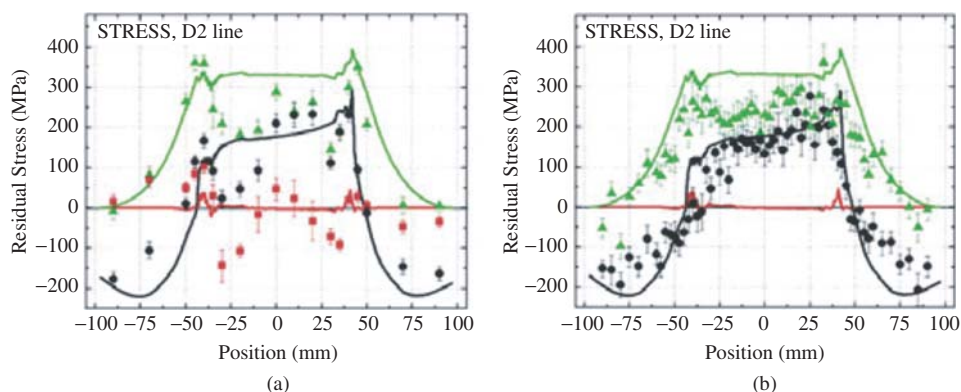 STRESS, D2 line
Residual Stress (MPa)
400
300
200
100
0
−100
−200
−100 −75 −50 −25 0 25 50 75 100
Position (mm)
(a)
STRESS, D2 line
Residual Stress (MPa)
400
300
200
100
0
−100
−200
−100 −75 −50 −25 0 25 50 75 100
Position (mm)
(b)